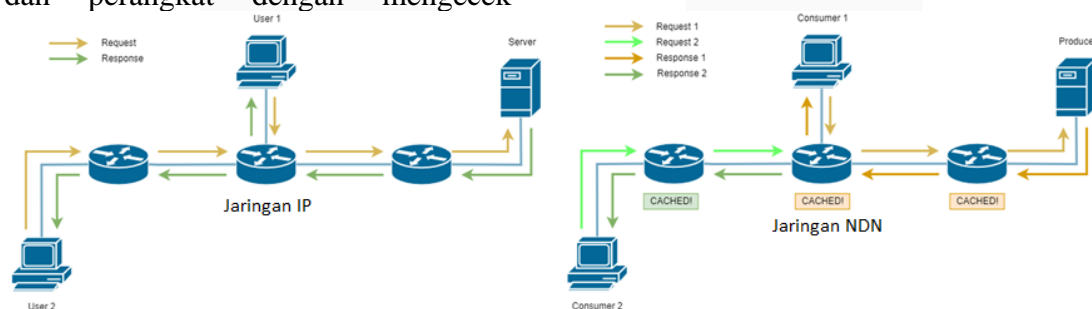 dan perangkat dengan mengecek
User 1
Request
Response
Server
Jaringan IP
User 2
Consumer 1
Request 1
Request 2
Response 1
Response 2
Produce
CACHED!
CACHED!
CACHED!
Jaringan NDN
Consumer 2